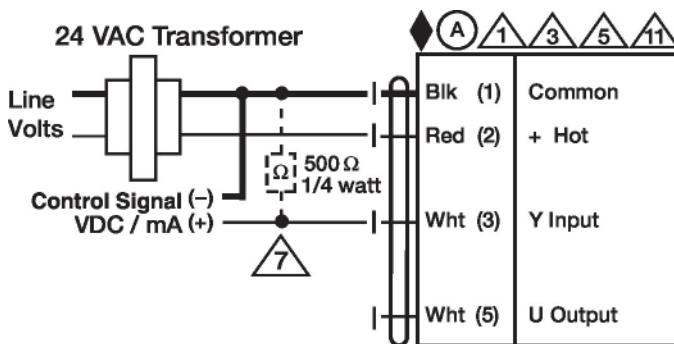 24 VAC Transformer
A 1 3 5 11
Line
Volts
Blk (1) Common
Red (2) + Hot
Ω 500 Ω
1/4 watt
Control Signal (–)
VDC / mA (+)
Wht (3) Y Input
7
Wht (5) U Output